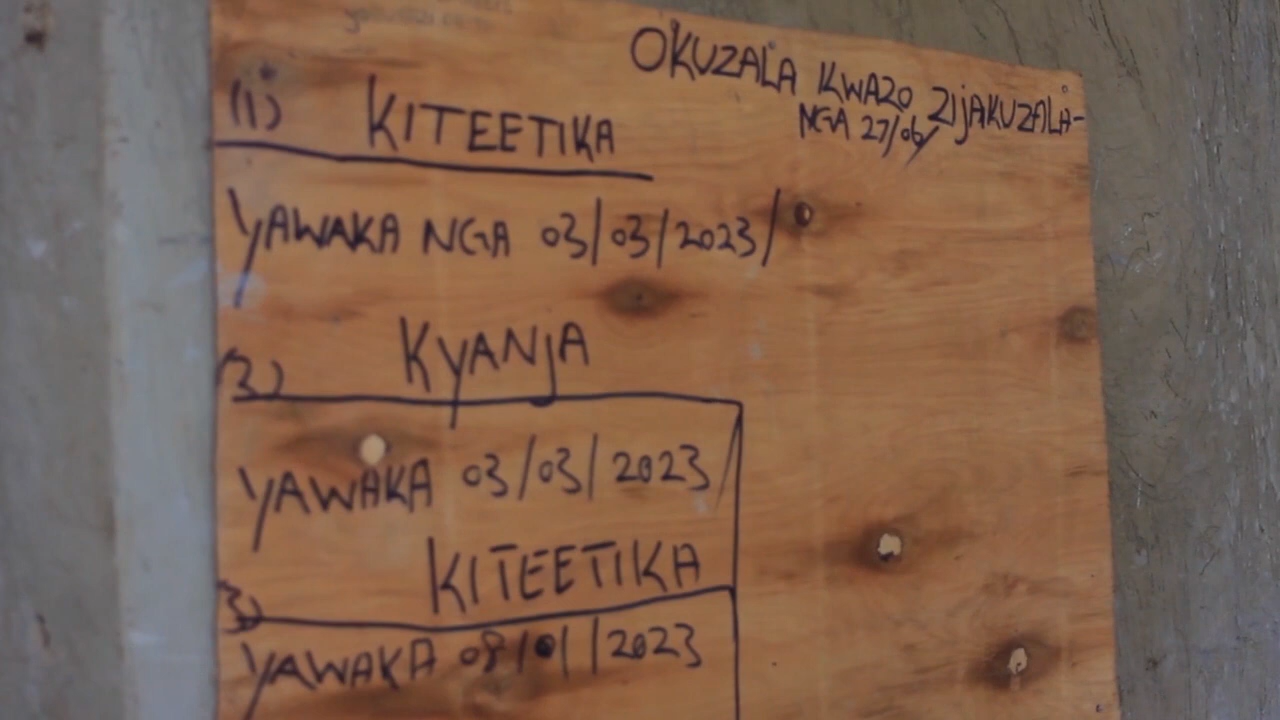 OKUZALA KWAZO ZIJAKUZALA-
NGA 27/06/
(1) KITEETIKA
YAWAKA NGA 03/03/2023/
(2) KYANJA
YAWAKA 03/03/2023/
3) KITEETIKA
YAWAKA 08/01/2023